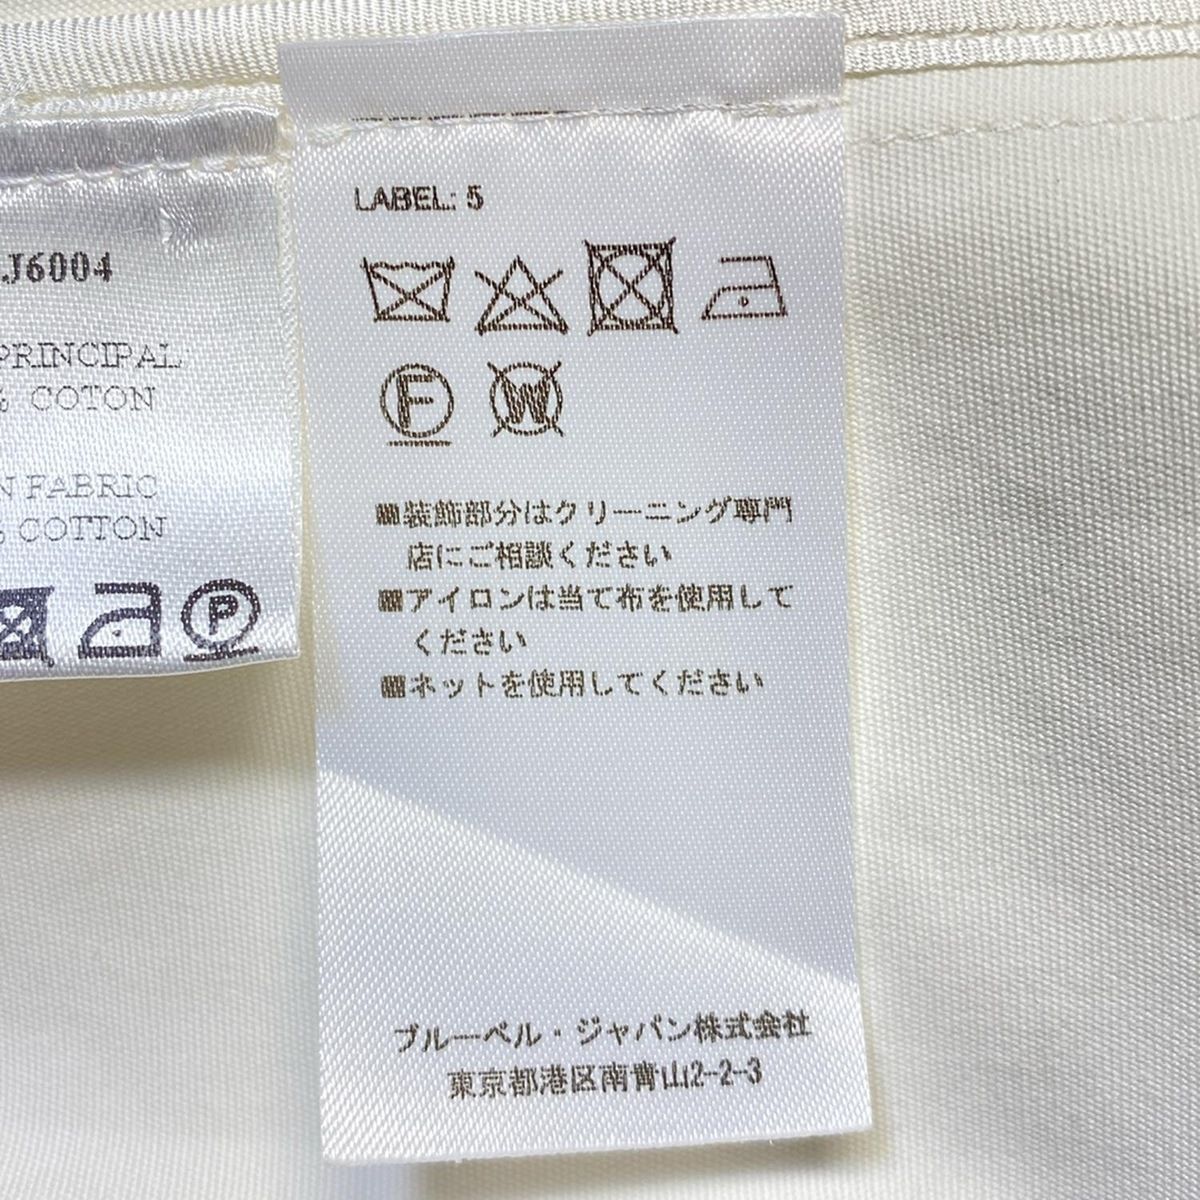 .J6004
PRINCIPAL
% COTON
N FABRIC
% COTTON
P
LABEL: 5
F W
■装飾部分はクリーニング専門
店にご相談ください
■アイロンは当て布を使用して
ください
■ネットを使用してください
ブルーベル・ジャパン株式会社
東京都港区南青山2-2-3